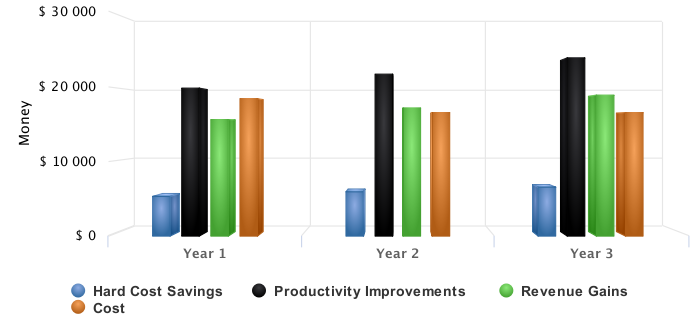 $ 30 000
$ 20 000
$ 10 000
$ 0
Money
Year 1
Year 2
Year 3
Hard Cost Savings
Productivity Improvements
Revenue Gains
Cost